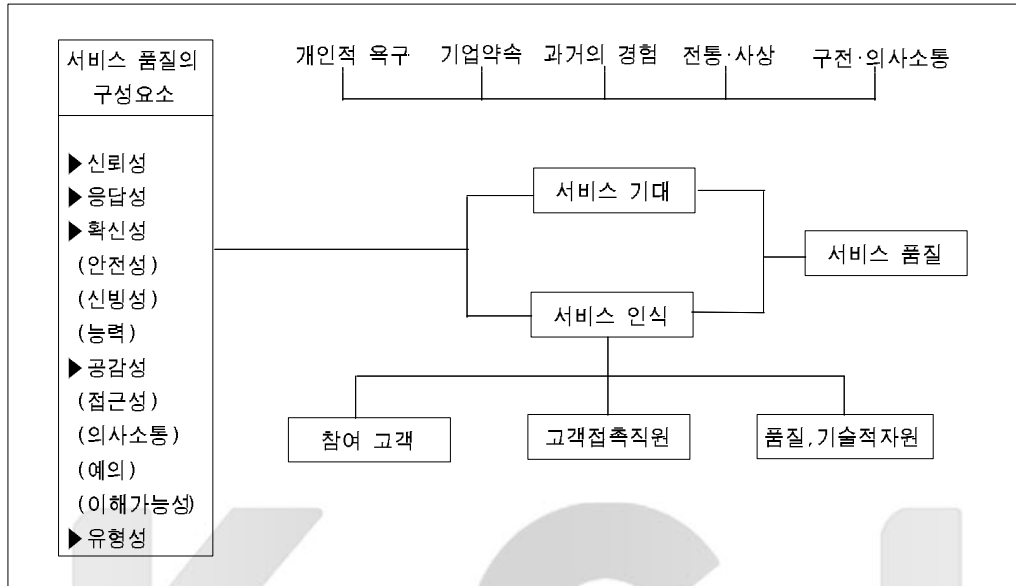 서비스 품질의
구성요소
▶신뢰성
▶응답성
▶확신성
(안전성)
(신빙성)
(능력)
▶공감성
(접근성)
(의사소통)
(예의)
(이해가능성)
▶유형성
개인적 욕구 기업약속 과거의 경험 전통·사상 구전·의사소통
서비스 기대
서비스 품질
서비스 인식
참여 고객 고객접촉직원 품질,기술적자원